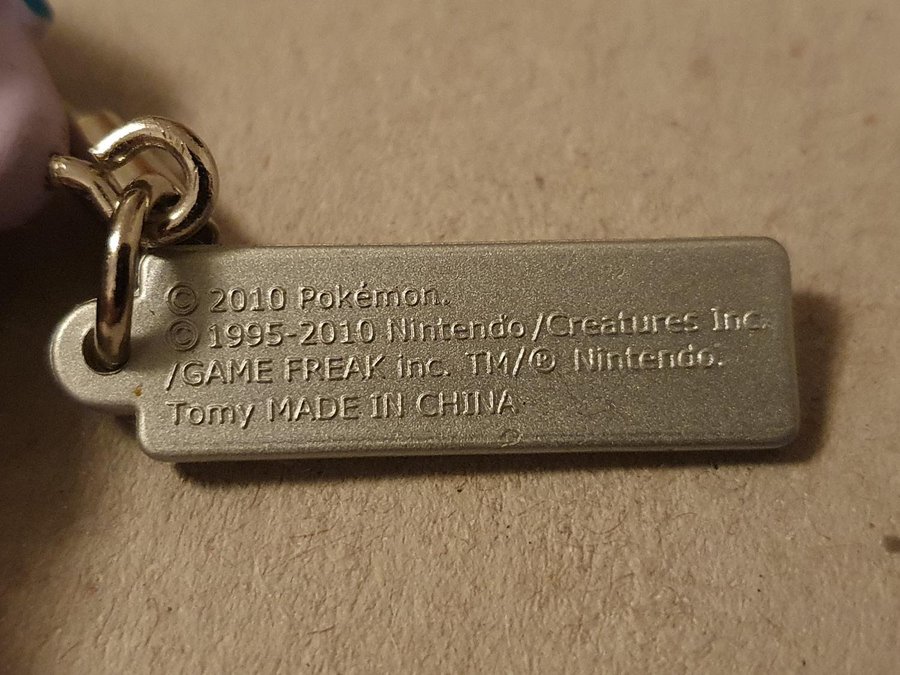 © 2010 Pokémon.
©1995-2010 Nintendo/Creatures Inc.
/GAME FREAK inc. TM/® Nintendo.
Tomy MADE IN CHINA